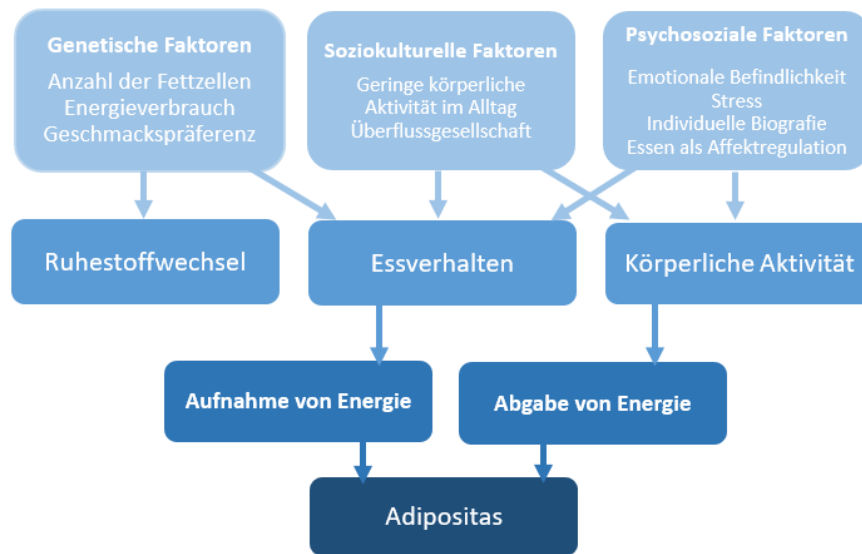 Genetische Faktoren
Anzahl der Fettzellen
Energieverbrauch
Geschmackspräferenz
Soziokulturelle Faktoren
Geringe körperliche
Aktivität im Alltag
Überflussgesellschaft
Psychosoziale Faktoren
Emotionale Befindlichkeit
Stress
Individuelle Biografie
Essen als Affektregulation
Ruhestoffwechsel
Essverhalten
Körperliche Aktivität
Aufnahme von Energie
Abgabe von Energie
Adipositas